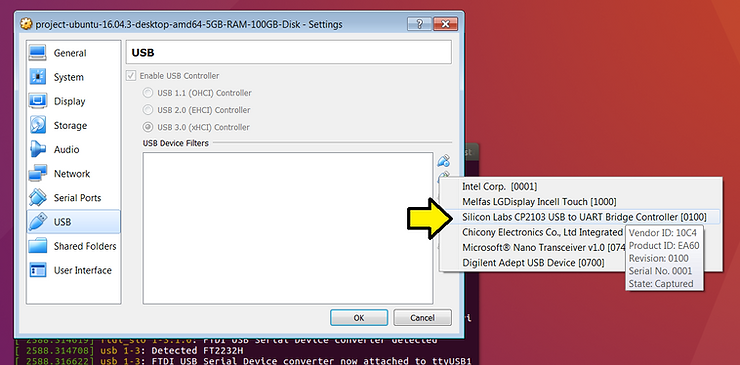 project-ubuntu-16.04.3-desktop-amd64-5GB-RAM-100GB-Disk - Settings
General
System
Display
Storage
Audio
Network
Serial Ports
USB
Shared Folders
User Interface
USB
Enable USB Controller
USB 1.1 (OHCI) Controller
USB 2.0 (EHCI) Controller
USB 3.0 (xHCI) Controller
USB Device Filters
Intel Corp. [0001]
Melfas LGDisplay Incell Touch [1000]
Silicon Labs CP2103 USB to UART Bridge Controller [0100]
Chicony Electronics Co., Ltd Integrated
Microsoft® Nano Transceiver v1.0 [074
Digilent Adept USB Device [0700]
Vendor ID: 10C4
Product ID: EA60
Revision: 0100
Serial No. 0001
State: Captured
OK
Cancel
[ 2588.314708] usb 1-3: Detected FT2232H
[ 2588.316622] usb 1-3: FTDI USB Serial Device converter now attached to ttyUSB1